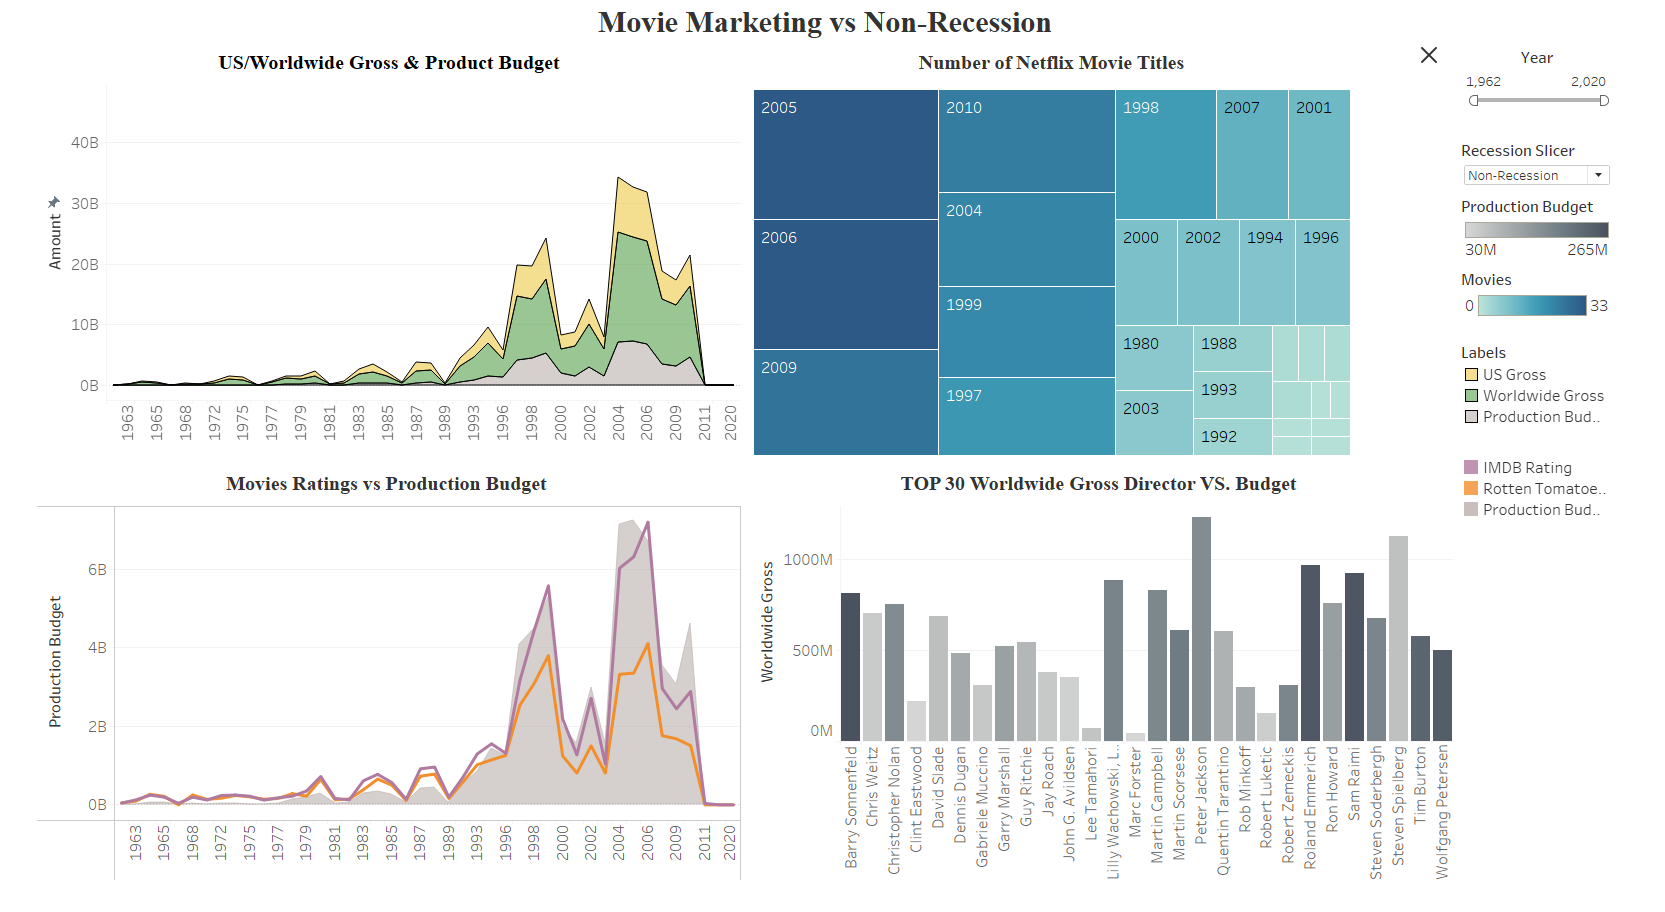 Movie Marketing vs Non-Recession
US/Worldwide Gross & Product Budget
Amount
40B
30B
20B
10B
0B
1963
1965
1968
1972
1975
1977
1979
1981
1983
1985
1987
1989
1993
1996
1998
2000
2002
2004
2006
2009
2011
2020
Number of Netflix Movie Titles
2005
2006
2009
2010
2004
1999
1997
1998
2007
2001
2000
2002
1994
1996
1980
2003
1988
1993
1992
Year
1,962
2,020
Recession Slicer
Non-Recession
Production Budget
30M
265M
Movies
0
33
Labels
US Gross
Worldwide Gross
Production Bud..
IMDB Rating
Rotten Tomatoe..
Production Bud..
Movies Ratings vs Production Budget
Production Budget
6B
4B
2B
0B
1963
1965
1968
1972
1975
1977
1979
1981
1983
1985
1987
1989
1993
1996
1998
2000
2002
2004
2006
2009
2011
2020
TOP 30 Worldwide Gross Director VS. Budget
Worldwide Gross
1000M
500M
0M
Barry Sonnenfeld
Chris Weitz
Christopher Nolan
Clint Eastwood
David Slade
Dennis Dugan
Gabriele Muccino
Garry Marshall
Guy Ritchie
Jay Roach
John G. Avildsen
Lee Tamahori
Lilly Wachowski, L..
Marc Forster
Martin Campbell
Martin Scorsese
Peter Jackson
Quentin Tarantino
Rob Minkoff
Robert Luketic
Robert Zemeckis
Roland Emmerich
Ron Howard
Sam Raimi
Steven Soderbergh
Steven Spielberg
Tim Burton
Wolfgang Petersen